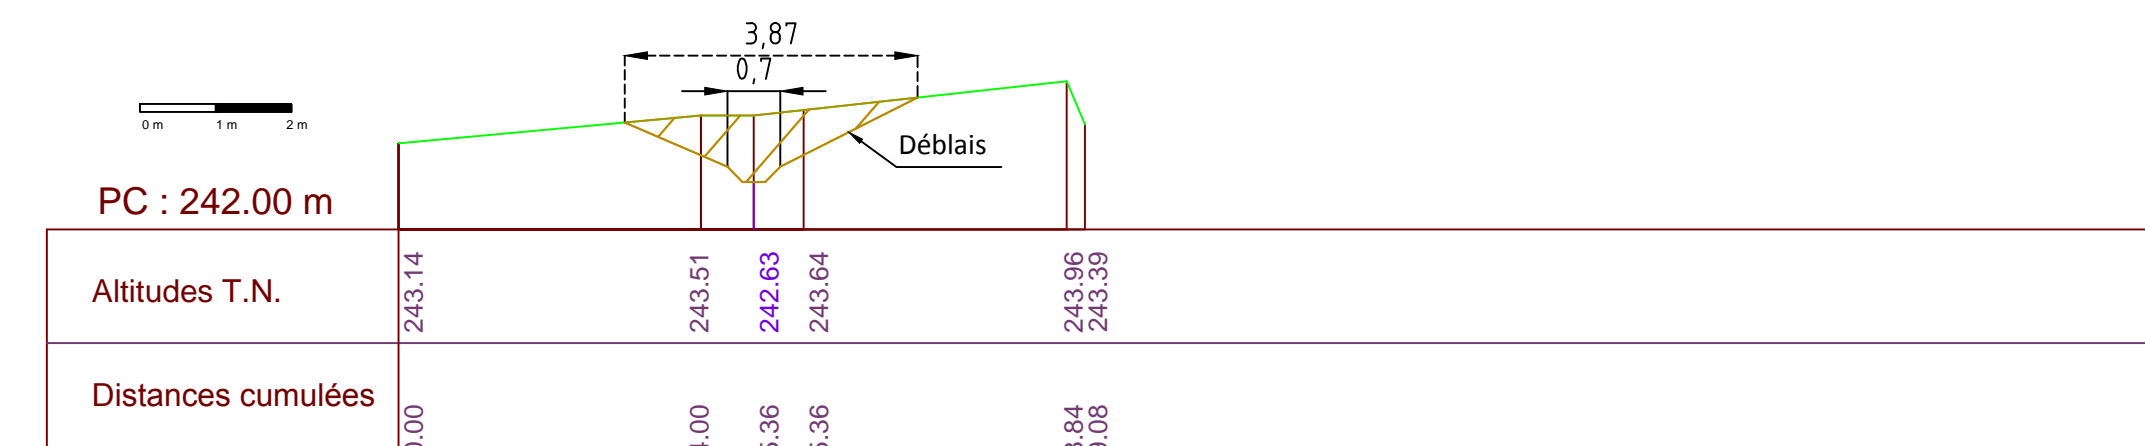 3,87
0,7
0 m 1 m 2 m
Déblais
PC : 242.00 m
Altitudes T.N.
243.14
243.51
242.63
243.64
243.96
243.39
Distances cumulées